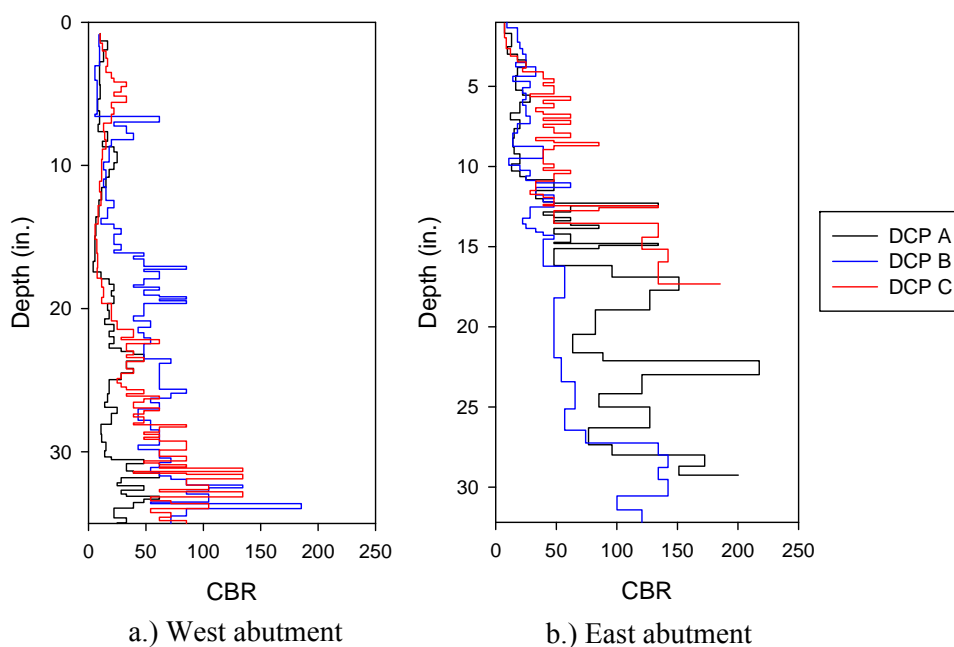 0
10
20
30
Depth (in.)
0 50 100 150 200 250
CBR
a.) West abutment
5
10
15
20
25
30
Depth (in.)
0 50 100 150 200 250
CBR
b.) East abutment
DCP A
DCP B
DCP C